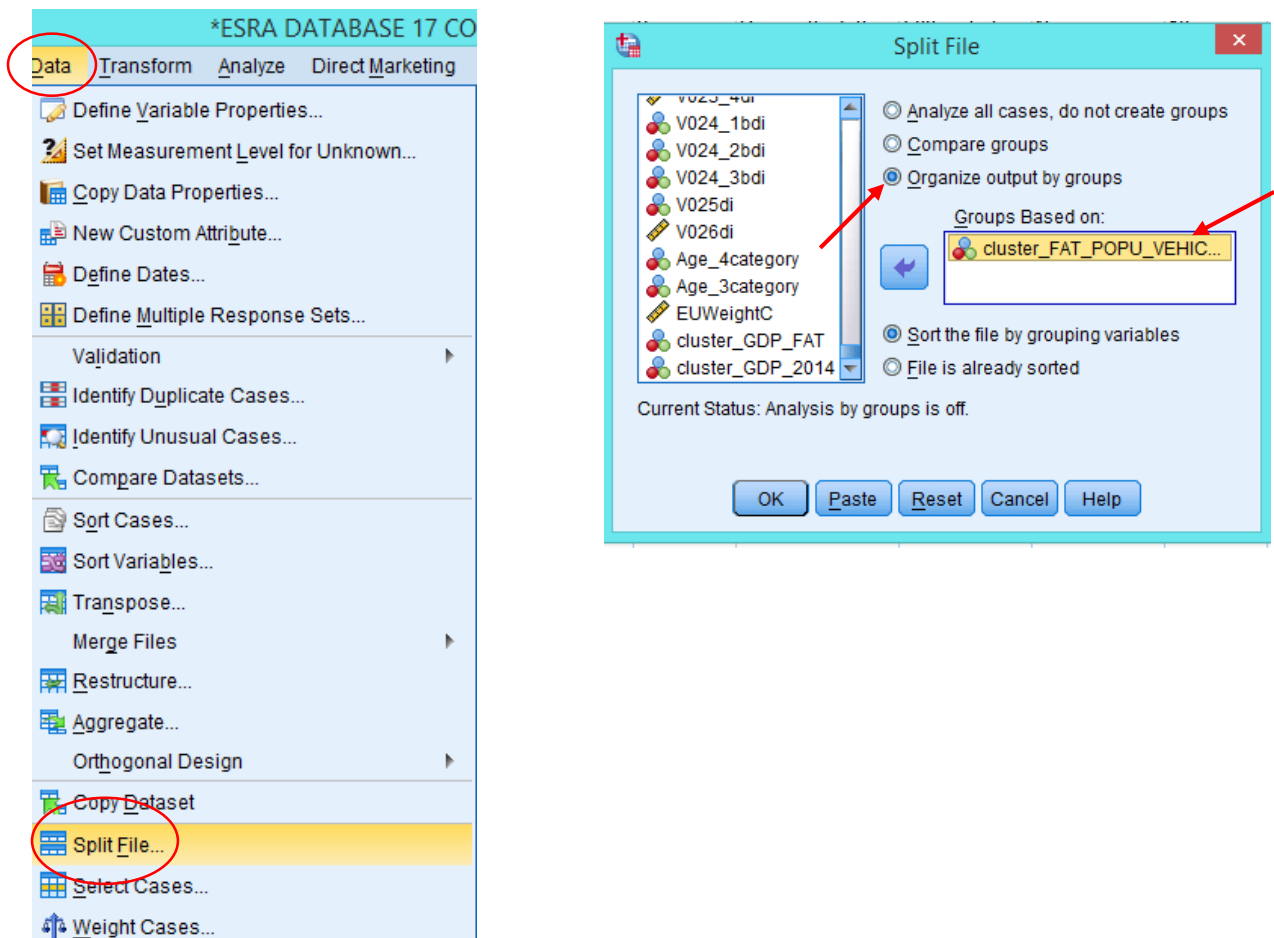 *ESRA DATABASE 17 CO
Data Transform Analyze Direct Marketing
Define Variable Properties...
Set Measurement Level for Unknown...
Copy Data Properties...
New Custom Attribute...
Define Dates...
Define Multiple Response Sets...
Validation
Identify Duplicate Cases...
Identify Unusual Cases...
Compare Datasets...
Sort Cases...
Sort Variables...
Transpose...
Merge Files
Restructure...
Aggregate...
Orthogonal Design
Copy Dataset
Split File...
Select Cases...
Weight Cases...
Split File
V024_1bdi
V024_2bdi
V024_3bdi
V025di
V026di
Age_4category
Age_3category
EUWeightC
cluster_GDP_FAT
cluster_GDP_2014
Analyze all cases, do not create groups
Compare groups
Organize output by groups
Groups Based on:
cluster_FAT_POPU_VEHIC...
Sort the file by grouping variables
File is already sorted
Current Status: Analysis by groups is off.
OK Paste Reset Cancel Help